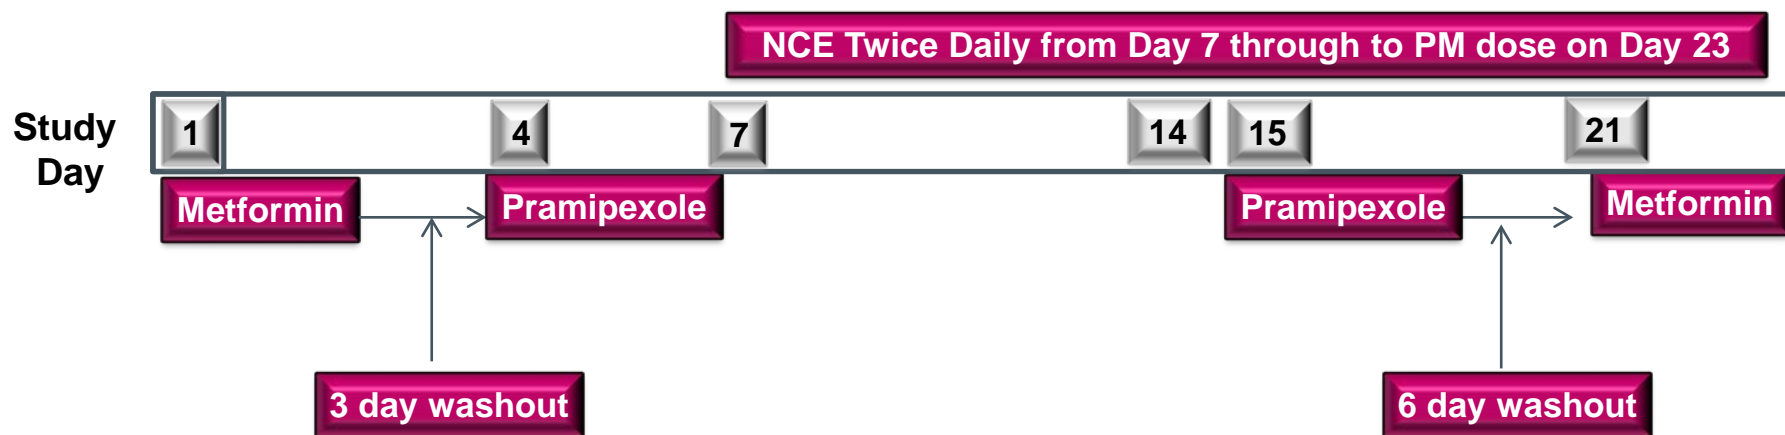 NCE Twice Daily from Day 7 through to PM dose on Day 23
Study
Day
1
4
7
14
15
21
Metformin
Pramipexole
Pramipexole
Metformin
3 day washout
6 day washout